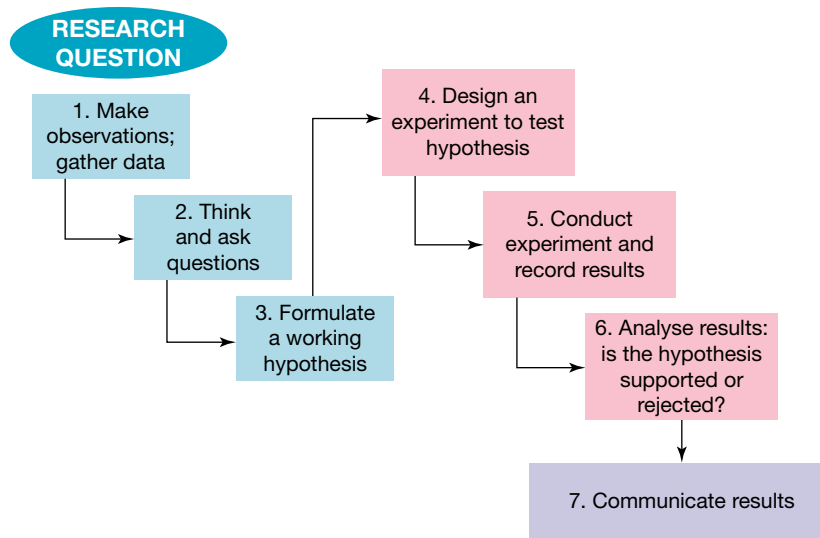 RESEARCH
QUESTION
1. Make
observations;
gather data
2. Think
and ask
questions
3. Formulate
a working
hypothesis
4. Design an
experiment to test
hypothesis
5. Conduct
experiment and
record results
6. Analyse results:
is the hypothesis
supported or
rejected?
7. Communicate results